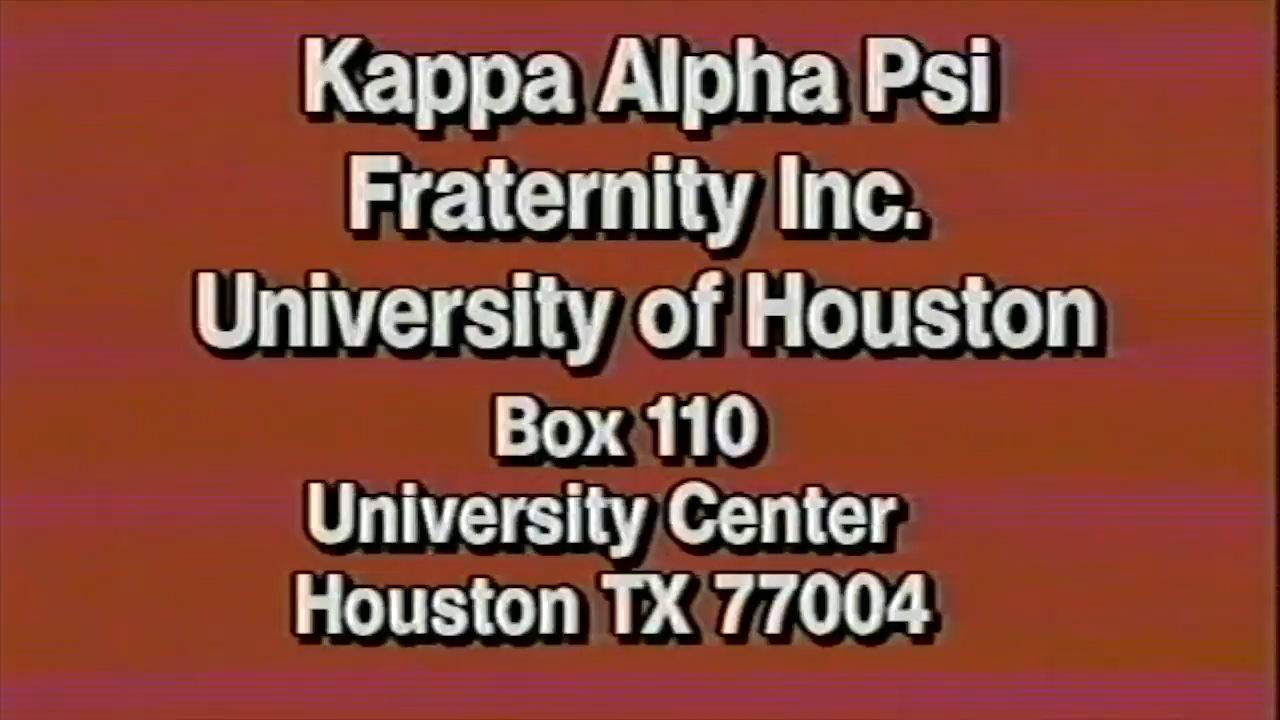 Kappa Alpha Psi
Fraternity Inc.
University of Houston
Box 110
University Center
Houston TX 77004